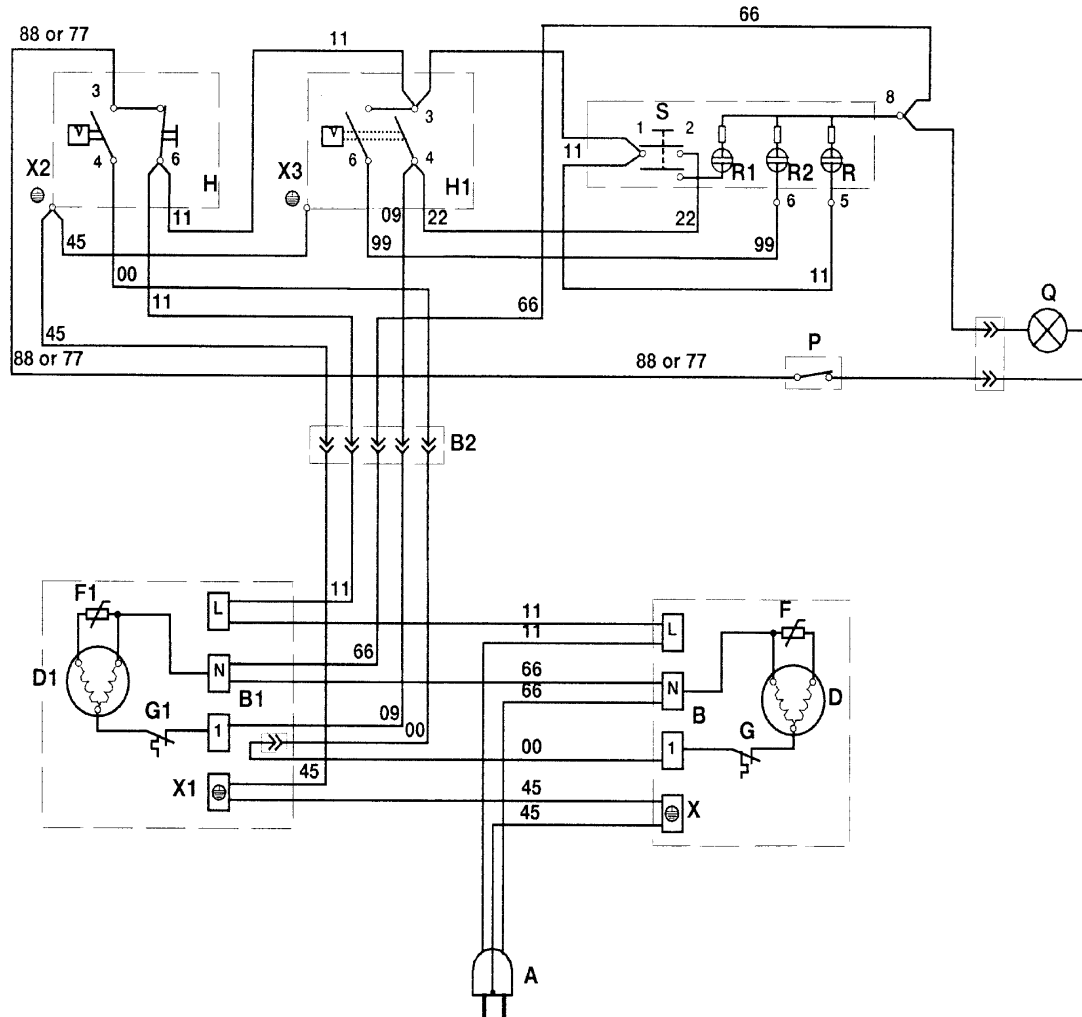 66
88 or 77
11
3
4
6
H
X2
11
45
00
11
45
88 or 77
X3
3
6
4
H1
09
22
99
S
1
2
11
R1
R2
R
8
6
5
22
99
11
66
88 or 77
P
Q
B2
F1
D1
G1
L
N
1
B1
X1
11
66
09
00
45
11
11
66
66
00
45
45
L
N
1
B
X
F
D
G
A